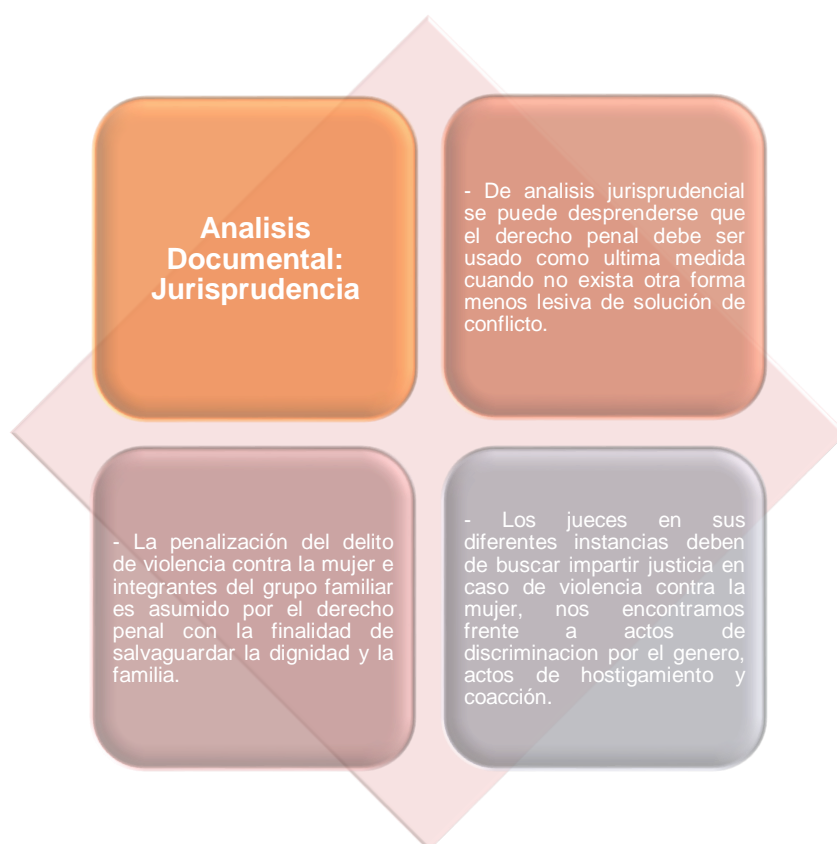 Analisis
Documental:
Jurisprudencia
- De analisis jurisprudencial
se puede desprenderse que
el derecho penal debe ser
usado como ultima medida
cuando no exista otra forma
menos lesiva de solución de
conflicto.
- La penalización del delito
de violencia contra la mujer e
integrantes del grupo familiar
es asumido por el derecho
penal con la finalidad de
salvaguardar la dignidad y la
familia.
- Los jueces en sus
diferentes instancias deben
de buscar impartir justicia en
caso de violencia contra la
mujer, nos encontramos
frente a actos de
discriminacion por el genero,
actos de hostigamiento y
coacción.